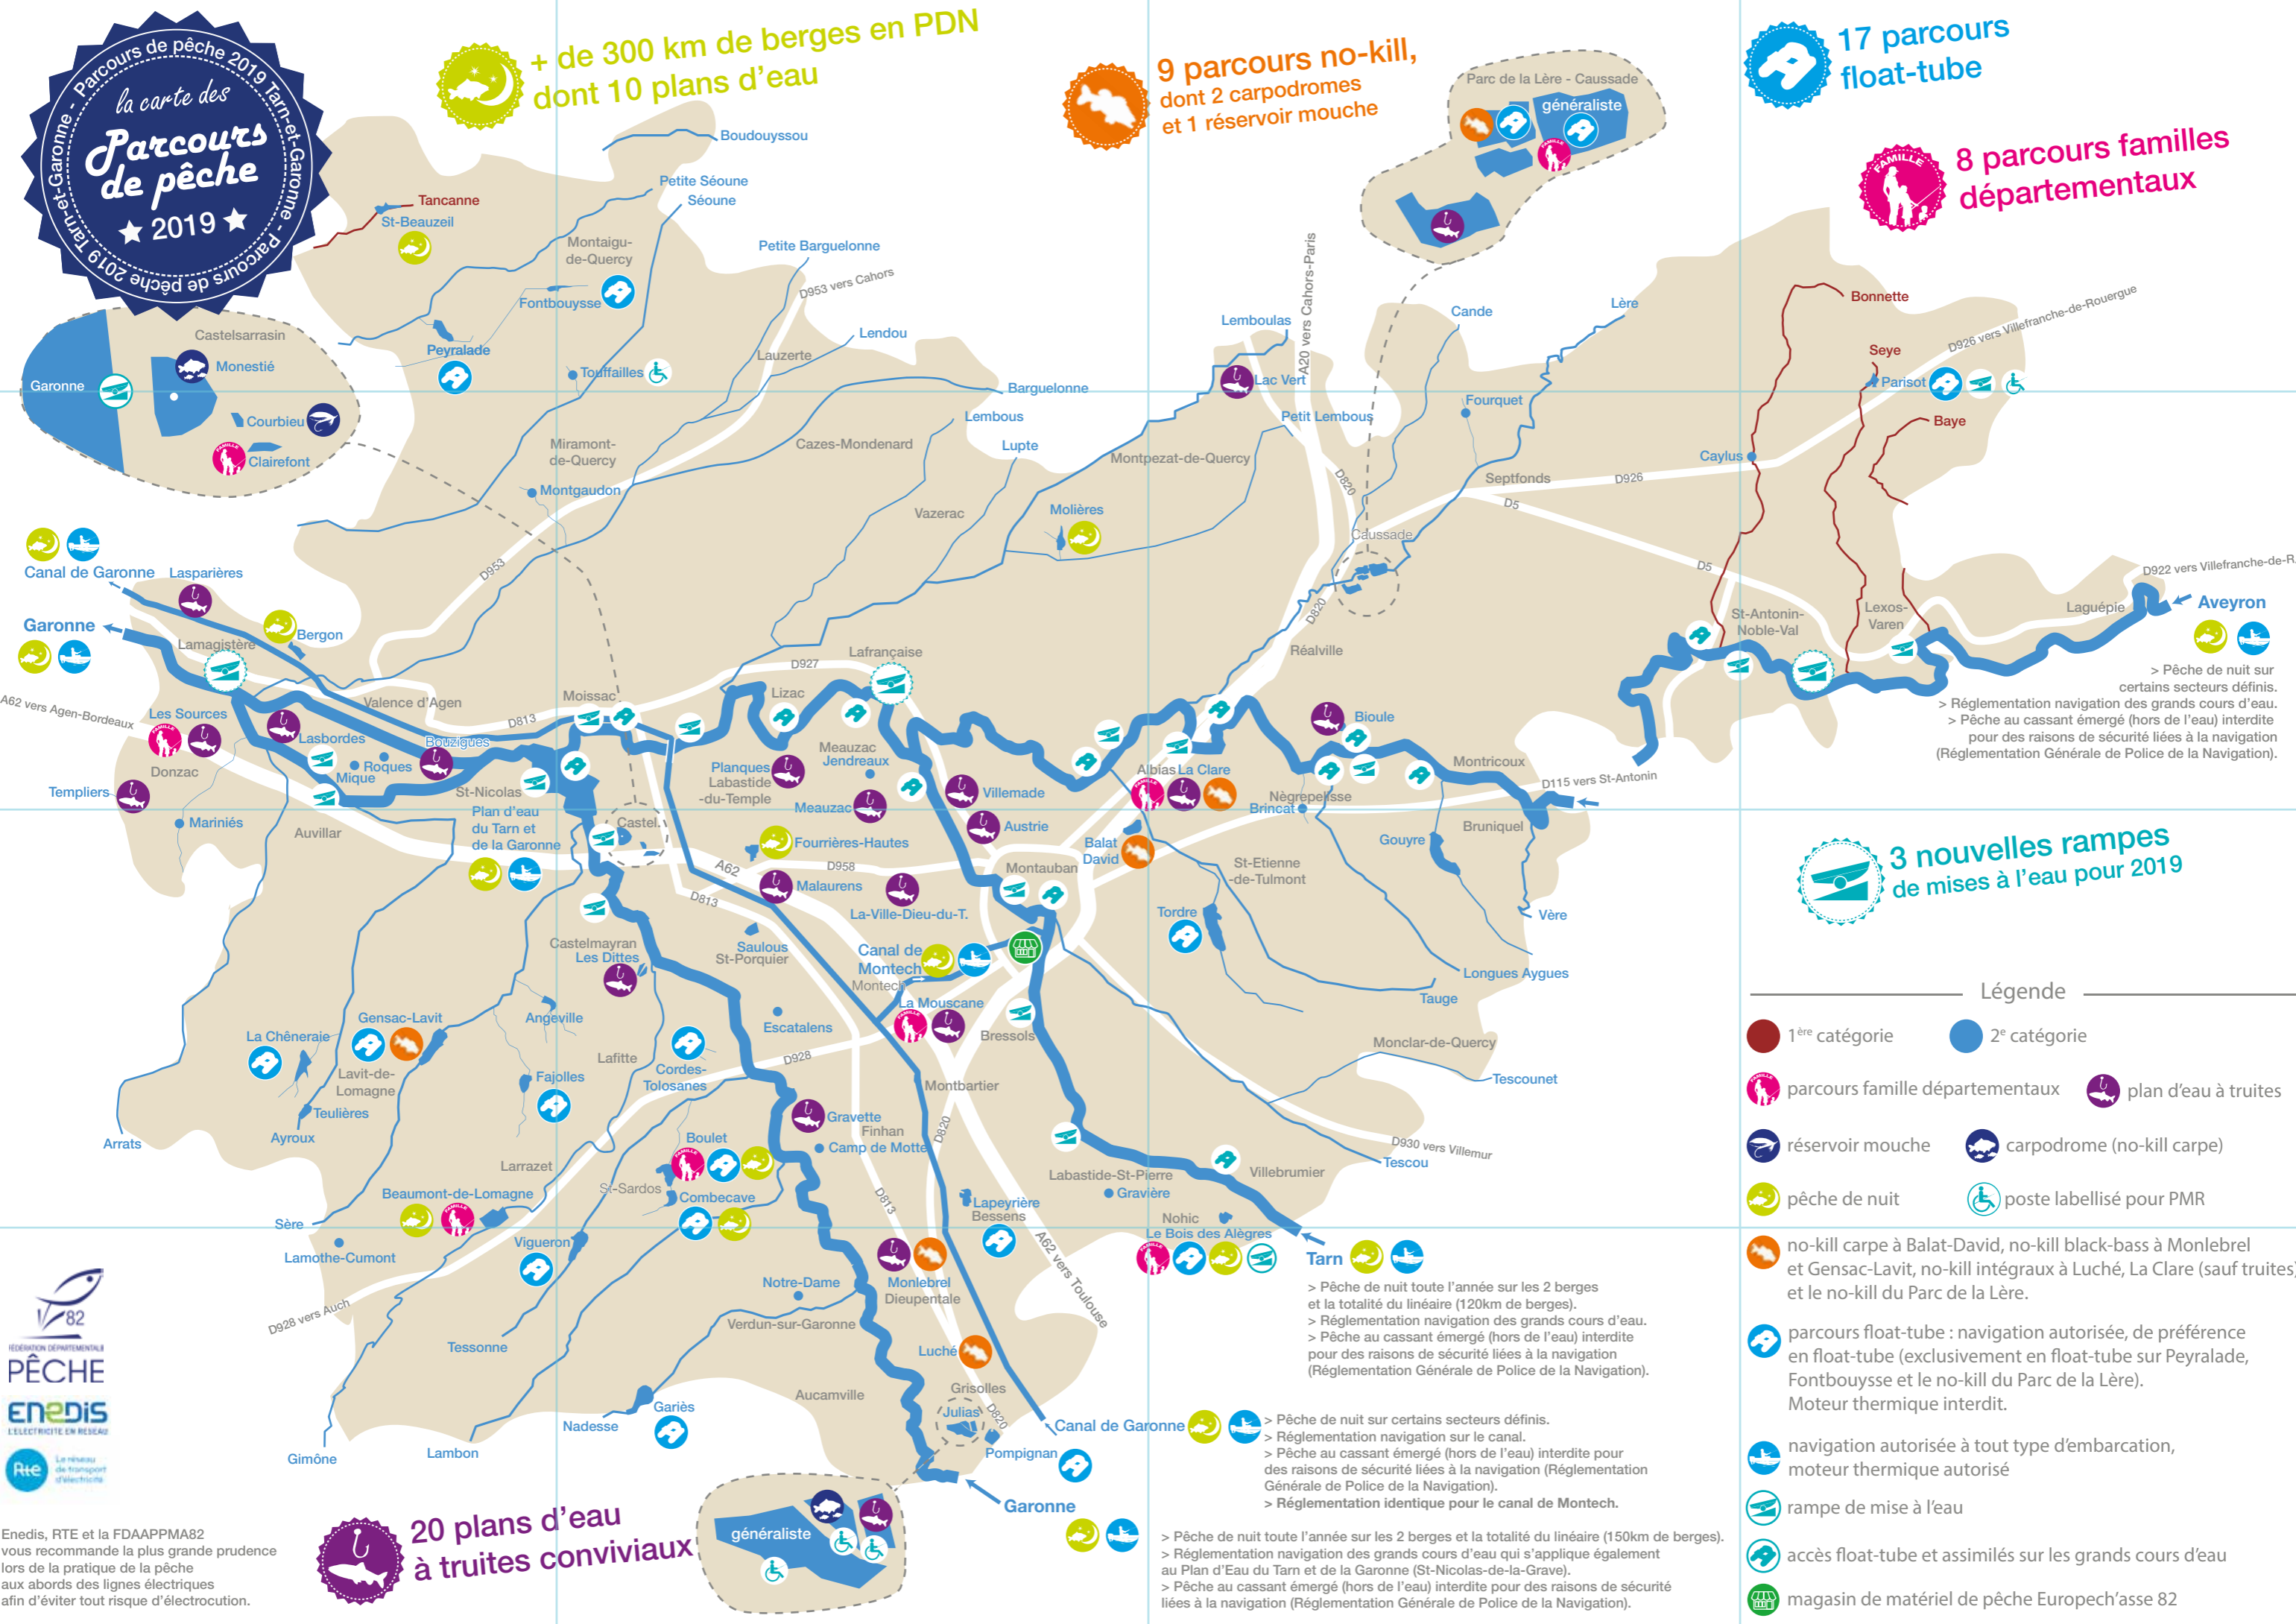 Parcours de pêche 2019 Tarn-et-Garonne - Parcours de pêche 2019 Tarn-et-Garonne -
la carte des
Parcours
de pêche
2019
+ de 300 km de berges en PDN
dont 10 plans d'eau
9 parcours no-kill,
dont 2 carpodromes
et 1 réservoir mouche
17 parcours
float-tube
FAMILLE
8 parcours familles
départementaux
Parc de la Lère - Caussade
généraliste
FAMILLE
Boudouyssou
Petite Séoune
Séoune
Tancanne
St-Beauzeil
Montaigu-
de-Quercy
Petite Barguelonne
D953 vers Cahors
Fontbouysse
Peyralade
Touffailles
Lendou
Lauzerte
Barguelonne
Lembous
Lupte
Cazes-Mondenard
Miramont-
de-Quercy
Montgaudon
Vazerac
Molières
Lemboulas
A20 vers Cahors-Paris
Lac Vert
Petit Lembous
Montpezat-de-Quercy
Cande
Lère
Fourquet
D820
Septfonds
D926
D5
Caussade
D820
Réalville
Bonnette
D926 vers Villefranche-de-Rouergue
Seye
Parisot
Baye
Caylus
D5
St-Antonin-
Noble-Val
Lexos-
Varen
Laguépie
D922 vers Villefranche-de-R
Aveyron
> Pêche de nuit sur
certains secteurs définis.
> Réglementation navigation des grands cours d'eau.
> Pêche au cassant émergé (hors de l'eau) interdite
pour des raisons de sécurité liées à la navigation
(Réglementation Générale de Police de la Navigation).
Castelsarrasin
Monestié
Garonne
Courbieu
FAMILLE
Clairefont
Canal de Garonne
Lasparières
Garonne
Bergon
Lamagistère
D953
A62 vers Agen-Bordeaux
Les Sources
FAMILLE
Valence d'Agen
Lasbordes
Bouzigues
Roques
Mique
Donzac
Templiers
Mariniés
Auvillar
St-Nicolas
D813
Moissac
D927
Lafrançaise
Lizac
Plan d'eau
du Tarn et
de la Garonne
Castel.
Planques
Labastide
-du-Temple
Meauzac
Jendreaux
Meauzac
Villemade
Austrie
Fourrières-Hautes
A62
D958
D813
Malaurens
La-Ville-Dieu-du-T.
Montauban
Balat
David
Albias
La Clare
FAMILLE
Bioule
Nègrepelisse
Brincat
Montricoux
D115 vers St-Antonin
Bruniquel
Gouyre
St-Etienne
-de-Tulmont
Tordre
Vère
Longues Aygues
Tauge
3 nouvelles rampes
de mises à l'eau pour 2019
Castelmayran
Les Dittes
Saulous
St-Porquier
Canal de
Montech
Montech
La Mouscane
FAMILLE
Bressols
Escatalens
D928
Montbartier
Monclar-de-Quercy
Tescounet
D930 vers Villemur
Tescou
La Chêneraie
Gensac-Lavit
Lavit-de-
Lomagne
Teulières
Ayroux
Arrats
Angeville
Fajolles
Lafitte
Cordes-
Tolosanes
Gravette
Finhan
Camp de Motte
D820
D813
Boulet
FAMILLE
St-Sardos
Combecave
Larrazet
Beaumont-de-Lomagne
FAMILLE
Sère
Lamothe-Cumont
Vigueron
D928 vers Auch
Tessonne
Gimône
Lambon
Nadesse
Gariès
Notre-Dame
Verdun-sur-Garonne
Monlebrel
Dieupentale
Lapeyrière
Bessens
A62 vers Toulouse
Luché
Aucamville
Grisolles
Julias
D820
Pompignan
Canal de Garonne
Garonne
Labastide-St-Pierre
Gravière
Villebrumier
Nohic
Le Bois des Alègres
FAMILLE
Tarn
> Pêche de nuit toute l'année sur les 2 berges
et la totalité du linéaire (120km de berges).
> Réglementation navigation des grands cours d'eau.
> Pêche au cassant émergé (hors de l'eau) interdite
pour des raisons de sécurité liées à la navigation
(Réglementation Générale de Police de la Navigation).
> Pêche de nuit sur certains secteurs définis.
> Réglementation navigation sur le canal.
> Pêche au cassant émergé (hors de l'eau) interdite pour
des raisons de sécurité liées à la navigation (Réglementation
Générale de Police de la Navigation).
> Réglementation identique pour le canal de Montech.
> Pêche de nuit toute l'année sur les 2 berges et la totalité du linéaire (150km de berges).
> Réglementation navigation des grands cours d'eau qui s'applique également
au Plan d'Eau du Tarn et de la Garonne (St-Nicolas-de-la-Grave).
> Pêche au cassant émergé (hors de l'eau) interdite pour des raisons de sécurité
liées à la navigation (Réglementation Générale de Police de la Navigation).
généraliste
20 plans d'eau
à truites conviviaux
82
FÉDÉRATION DÉPARTEMENTALE
PÊCHE
ENEDIS
L'ELECTRICITE EN RESEAU
Rte
Le réseau
de transport
d'électricité
Enedis, RTE et la FDAAPPMA82
vous recommande la plus grande prudence
lors de la pratique de la pêche
aux abords des lignes électriques
afin d'éviter tout risque d'électrocution.
Légende
1ère catégorie
2e catégorie
FAMILLE
parcours famille départementaux
plan d'eau à truites
réservoir mouche
carpodrome (no-kill carpe)
pêche de nuit
poste labellisé pour PMR
no-kill carpe à Balat-David, no-kill black-bass à Monlebrel
et Gensac-Lavit, no-kill intégraux à Luché, La Clare (sauf truites)
et le no-kill du Parc de la Lère.
parcours float-tube : navigation autorisée, de préférence
en float-tube (exclusivement en float-tube sur Peyralade,
Fontbouysse et le no-kill du Parc de la Lère).
Moteur thermique interdit.
navigation autorisée à tout type d'embarcation,
moteur thermique autorisé
rampe de mise à l'eau
accès float-tube et assimilés sur les grands cours d'eau
magasin de matériel de pêche Europech'asse 82